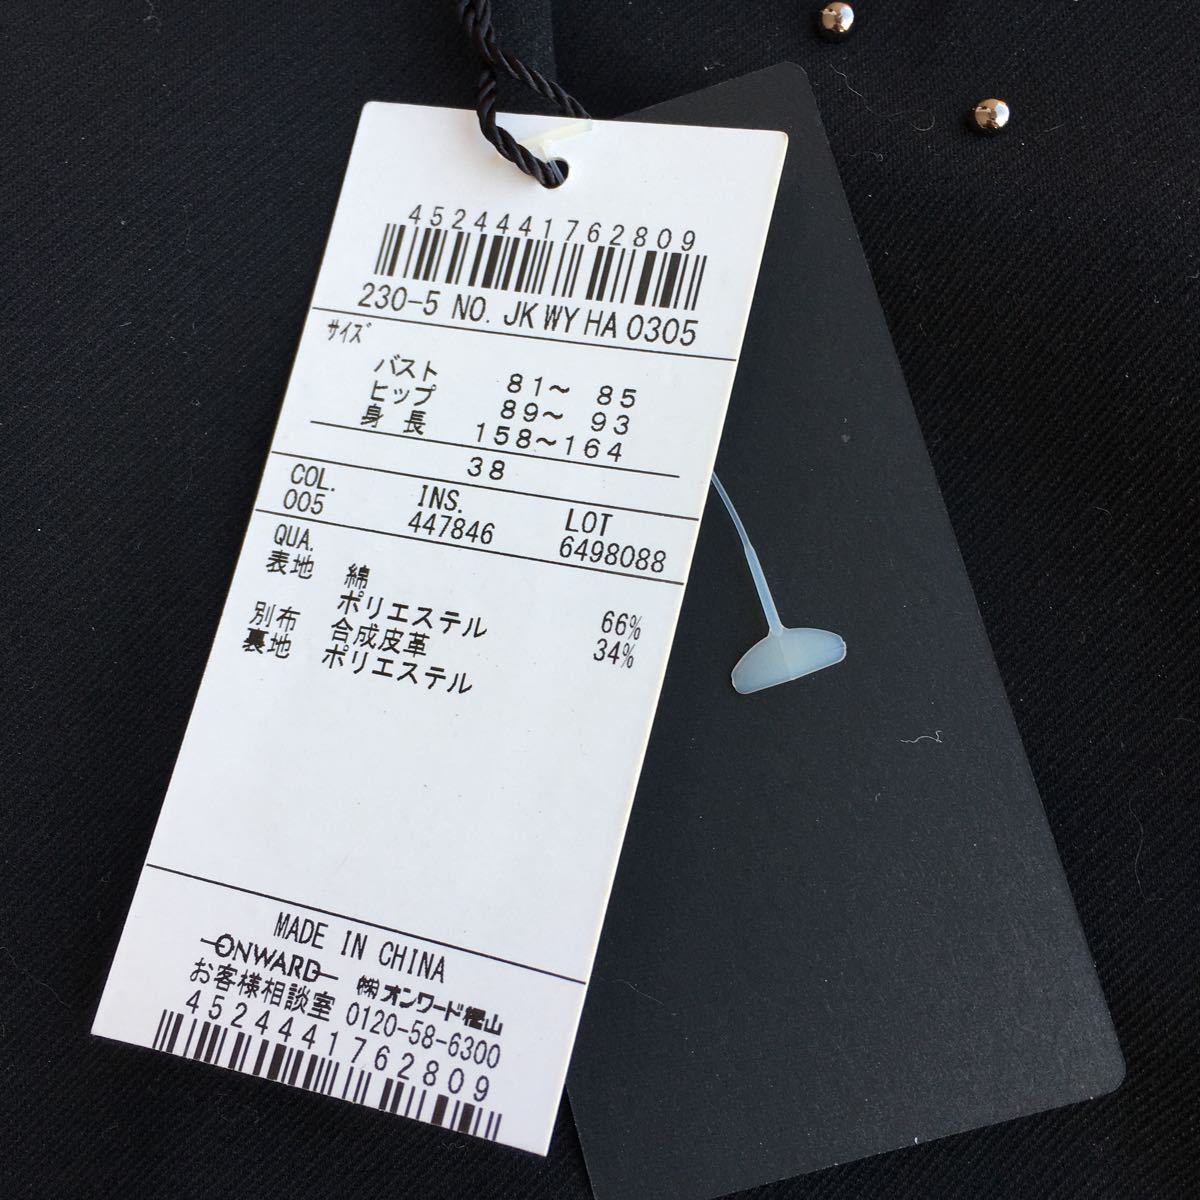 4524441762809
230-5 NO. JK WY HA 0305
サイズ
バスト 81～ 85
ヒップ 89～ 93
身長 158～164
38
COL. INS. LOT
005 447846 6498088
QUA.
表地 綿 66%
ポリエステル 34%
別布 合成皮革
裏地 ポリエステル
MADE IN CHINA
ONWARD ㈱オンワード樫山
お客様相談室 0120-58-6300
4524441762809